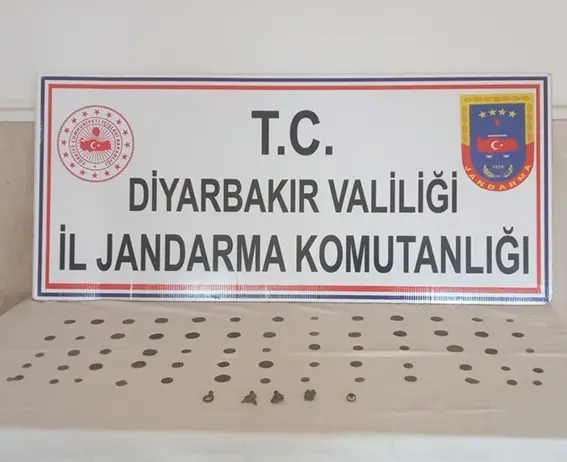 T.C.
DİYARBAKIR VALİLİĞİ
İL JANDARMA KOMUTANLIĞI
JANDARMA